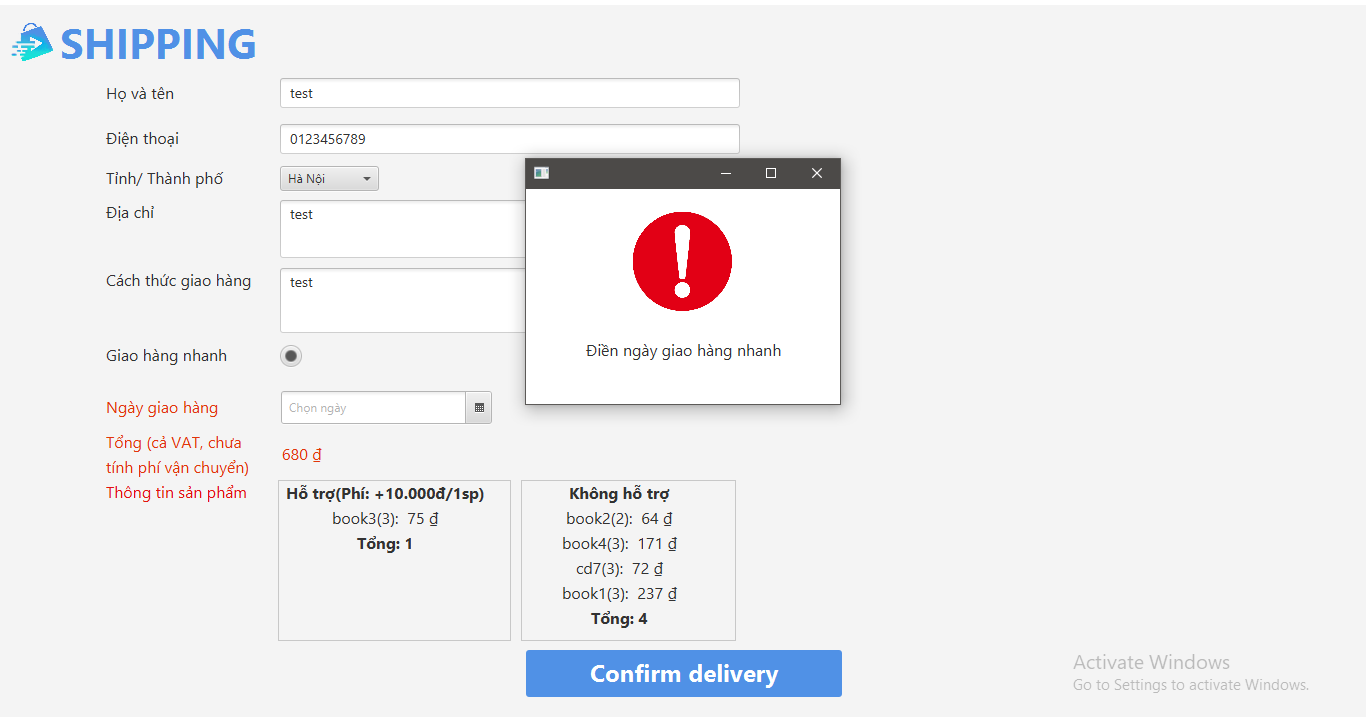 SHIPPING
Họ và tên
test
Điện thoại
0123456789
Tỉnh/ Thành phố
Hà Nội
Địa chỉ
test
Cách thức giao hàng
test
Điền ngày giao hàng nhanh
Giao hàng nhanh
Ngày giao hàng
Chọn ngày
Tổng (cả VAT, chưa
tính phí vận chuyển)
680 ₫
Thông tin sản phẩm
Hỗ trợ(Phí: +10.000đ/1sp)
book3(3): 75 ₫
Tổng: 1
Không hỗ trợ
book2(2): 64 ₫
book4(3): 171 ₫
cd7(3): 72 ₫
book1(3): 237 ₫
Tổng: 4
Confirm delivery
Activate Windows
Go to Settings to activate Windows.